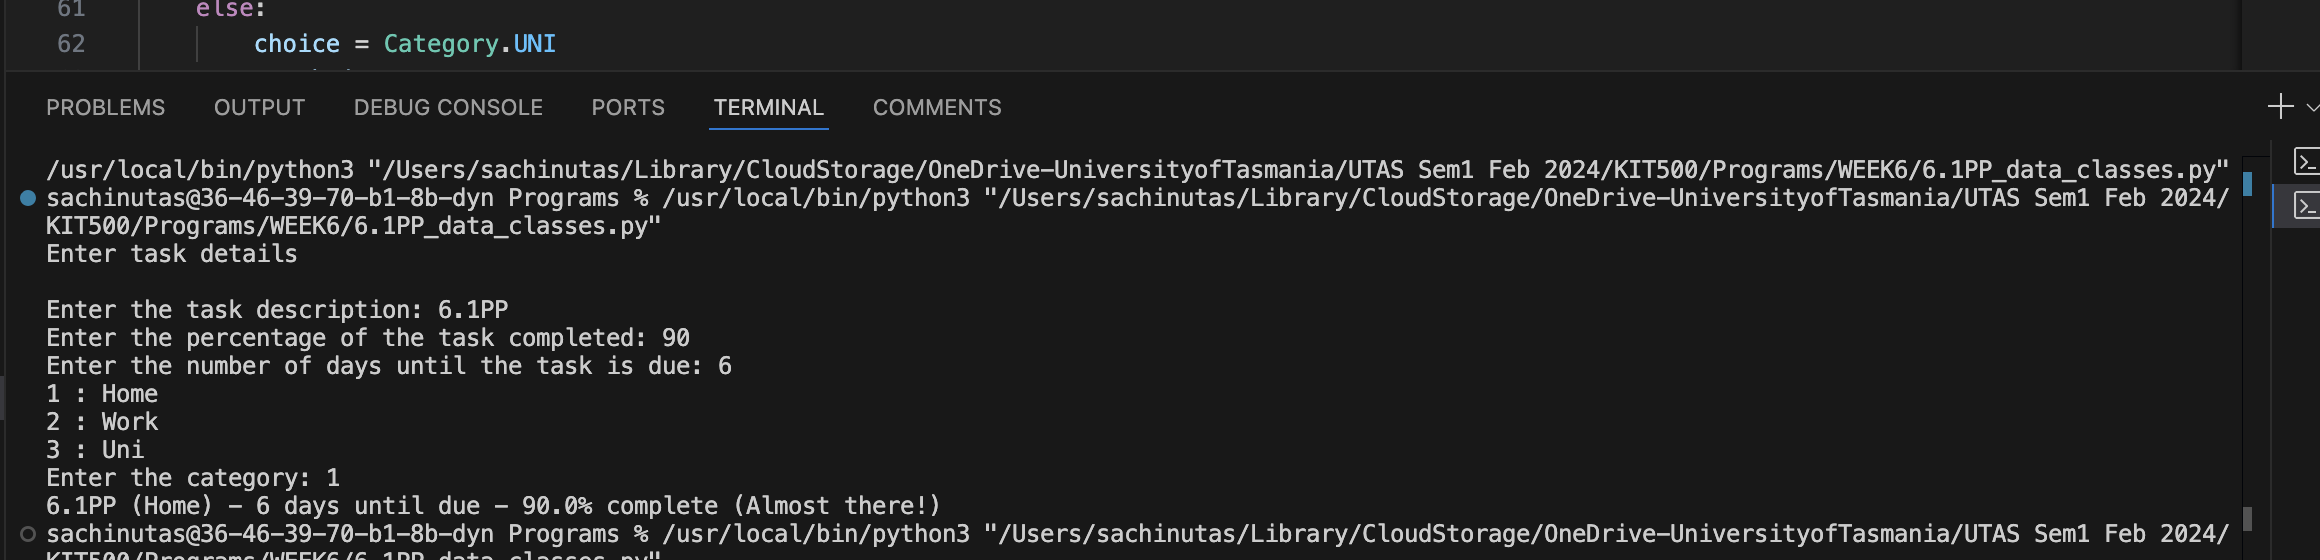 61 else:
62 choice = Category.UNI
PROBLEMS OUTPUT DEBUG CONSOLE PORTS TERMINAL COMMENTS
/usr/local/bin/python3 "/Users/sachinutas/Library/CloudStorage/OneDrive-UniversityofTasmania/UTAS Sem1 Feb 2024/KIT500/Programs/WEEK6/6.1PP_data_classes.py"
sachinutas@36-46-39-70-b1-8b-dyn Programs % /usr/local/bin/python3 "/Users/sachinutas/Library/CloudStorage/OneDrive-UniversityofTasmania/UTAS Sem1 Feb 2024/
KIT500/Programs/WEEK6/6.1PP_data_classes.py"
Enter task details
Enter the task description: 6.1PP
Enter the percentage of the task completed: 90
Enter the number of days until the task is due: 6
1 : Home
2 : Work
3 : Uni
Enter the category: 1
6.1PP (Home) - 6 days until due - 90.0% complete (Almost there!)
sachinutas@36-46-39-70-b1-8b-dyn Programs % /usr/local/bin/python3 "/Users/sachinutas/Library/CloudStorage/OneDrive-UniversityofTasmania/UTAS Sem1 Feb 2024/
KIT500/Programs/WEEK6/6.1PP_data_classes.py"